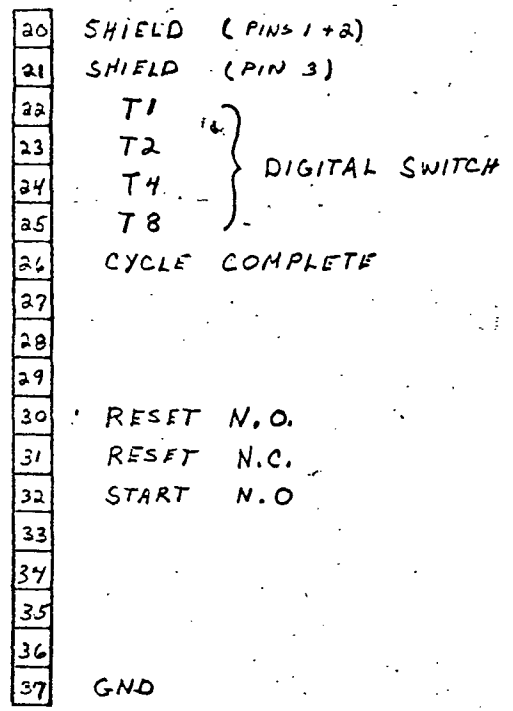 20 SHIELD (PINS 1+2)
21 SHIELD (PIN 3)
22 T1
23 T2
24 T4
25 T8
DIGITAL SWITCH
26 CYCLE COMPLETE
27
28
29
30 RESET N.O.
31 RESET N.C.
32 START N.O
33
34
35
36
37 GND